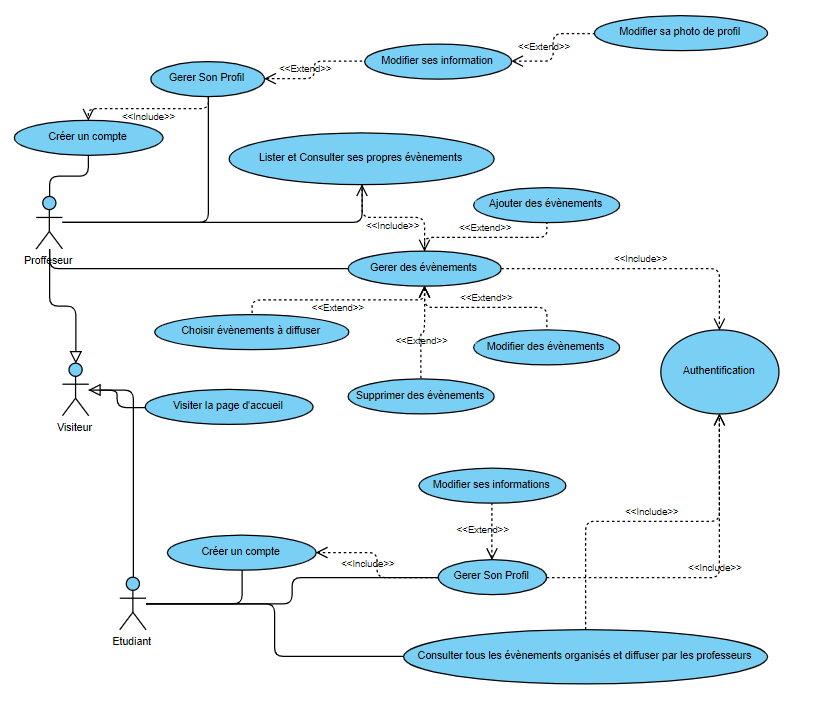 Modifier sa photo de profil
<<Extend>>
Modifier ses information
<<Extend>>
Gerer Son Profil
<<Include>>
Créer un compte
Lister et Consulter ses propres évènements
Ajouter des évènements
<<Include>>
<<Extend>>
Proffeseur
Gerer des évènements
<<Include>>
<<Extend>>
<<Extend>>
Choisir évènements à diffuser
<<Extend>>
Modifier des évènements
Authentification
Supprimer des évènements
Visiter la page d'accueil
Visiteur
Modifier ses informations
<<Include>>
<<Extend>>
Créer un compte
<<Include>>
Gerer Son Profil
<<Include>>
Etudiant
Consulter tous les évènements organisés et diffuser par les professeurs